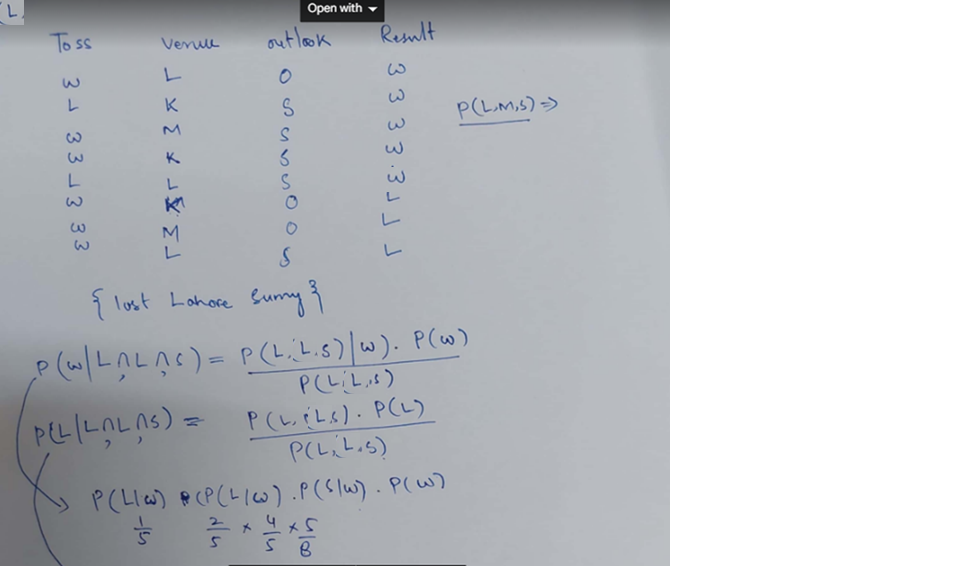 (L
Open with
Toss Venue outlook Result
W L O W
L K S W
P(L,M,S) ⇒
W M S W
W K S W
L L S W
W O L
W M O L
W L S L
{ lost Lahore Sunny }
P(W|L∩,L∩,S) = P(L,L,S)|W). P(W)
P(L,L,S)
P(L|L∩,L∩,S) = P(L,(L,S). P(L)
P(L,L,S)
P(L|W) (P(L|W) . P(S|W) . P(W)
1/5 2/5 × 4/5 × 5/8